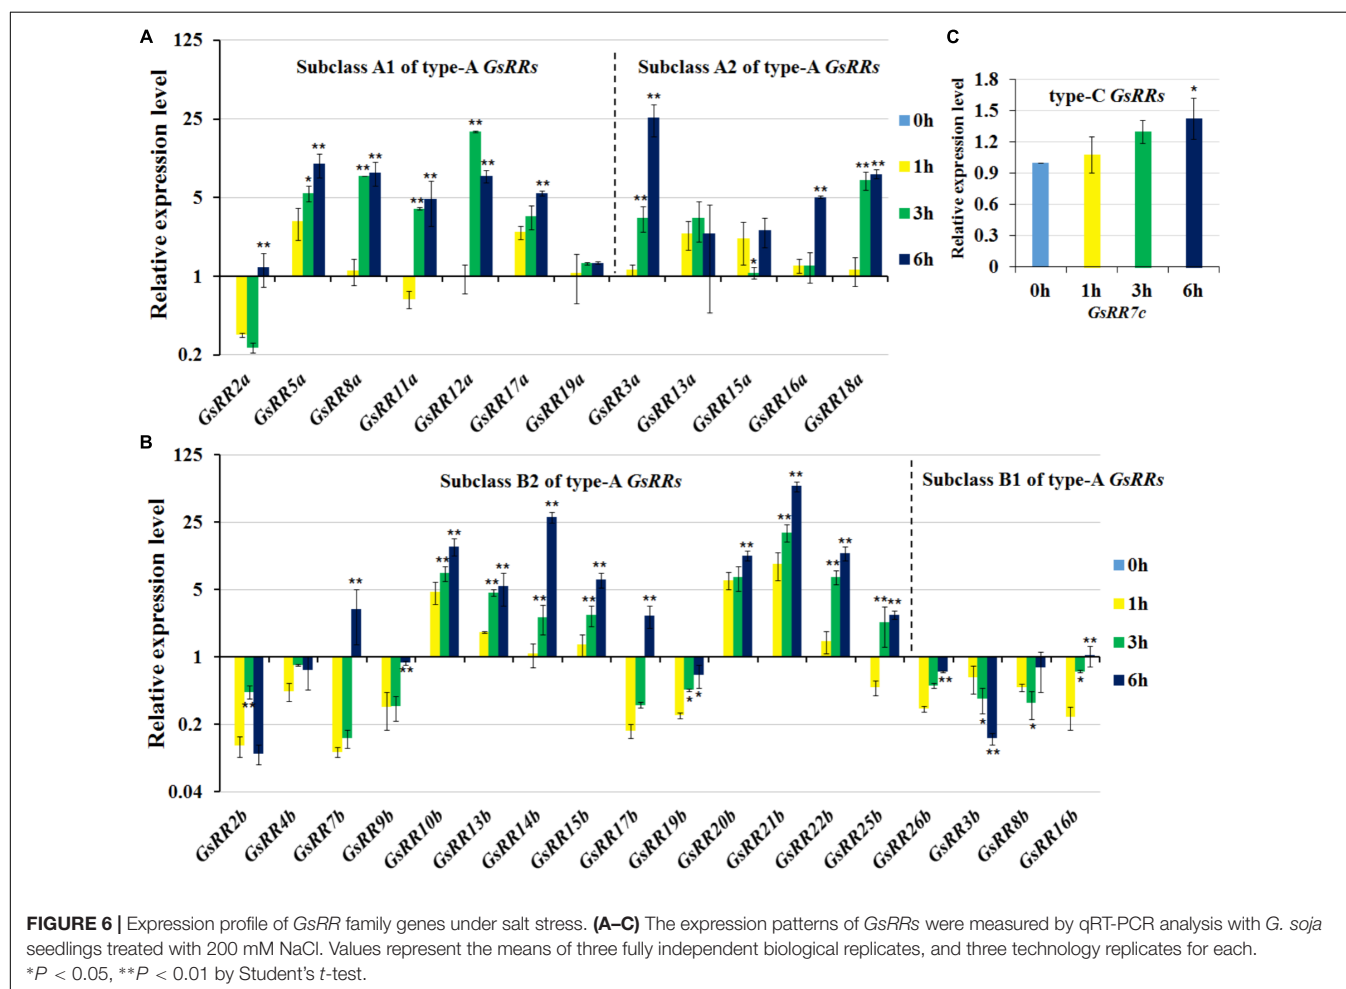 A
125
25
5
1
0.2
Relative expression level
Subclass A1 of type-A GsRRs
Subclass A2 of type-A GsRRs
** * ** ** ** ** ** ** ** ** ** ** ** * ** ** **
0h
1h
3h
6h
GsRR2a
GsRR5a
GsRR8a
GsRR11a
GsRR12a
GsRR17a
GsRR19a
GsRR3a
GsRR13a
GsRR15a
GsRR16a
GsRR18a
C
1.8
1.5
1.2
0.9
0.6
0.3
0
Relative expression level
type-C GsRRs
*
0h 1h 3h 6h
GsRR7c
B
125
25
5
1
0.2
0.04
Relative expression level
Subclass B2 of type-A GsRRs
Subclass B1 of type-A GsRRs
** ** ** ** ** ** ** ** ** ** ** ** * * ** ** ** ** ** ** ** ** * ** * * **
0h
1h
3h
6h
GsRR2b
GsRR4b
GsRR7b
GsRR9b
GsRR10b
GsRR13b
GsRR14b
GsRR15b
GsRR17b
GsRR19b
GsRR20b
GsRR21b
GsRR22b
GsRR25b
GsRR26b
GsRR3b
GsRR8b
GsRR16b
FIGURE 6 | Expression profile of GsRR family genes under salt stress. (A–C) The expression patterns of GsRRs were measured by qRT-PCR analysis with G. soja
seedlings treated with 200 mM NaCl. Values represent the means of three fully independent biological replicates, and three technology replicates for each.
*P < 0.05, **P < 0.01 by Student's t-test.